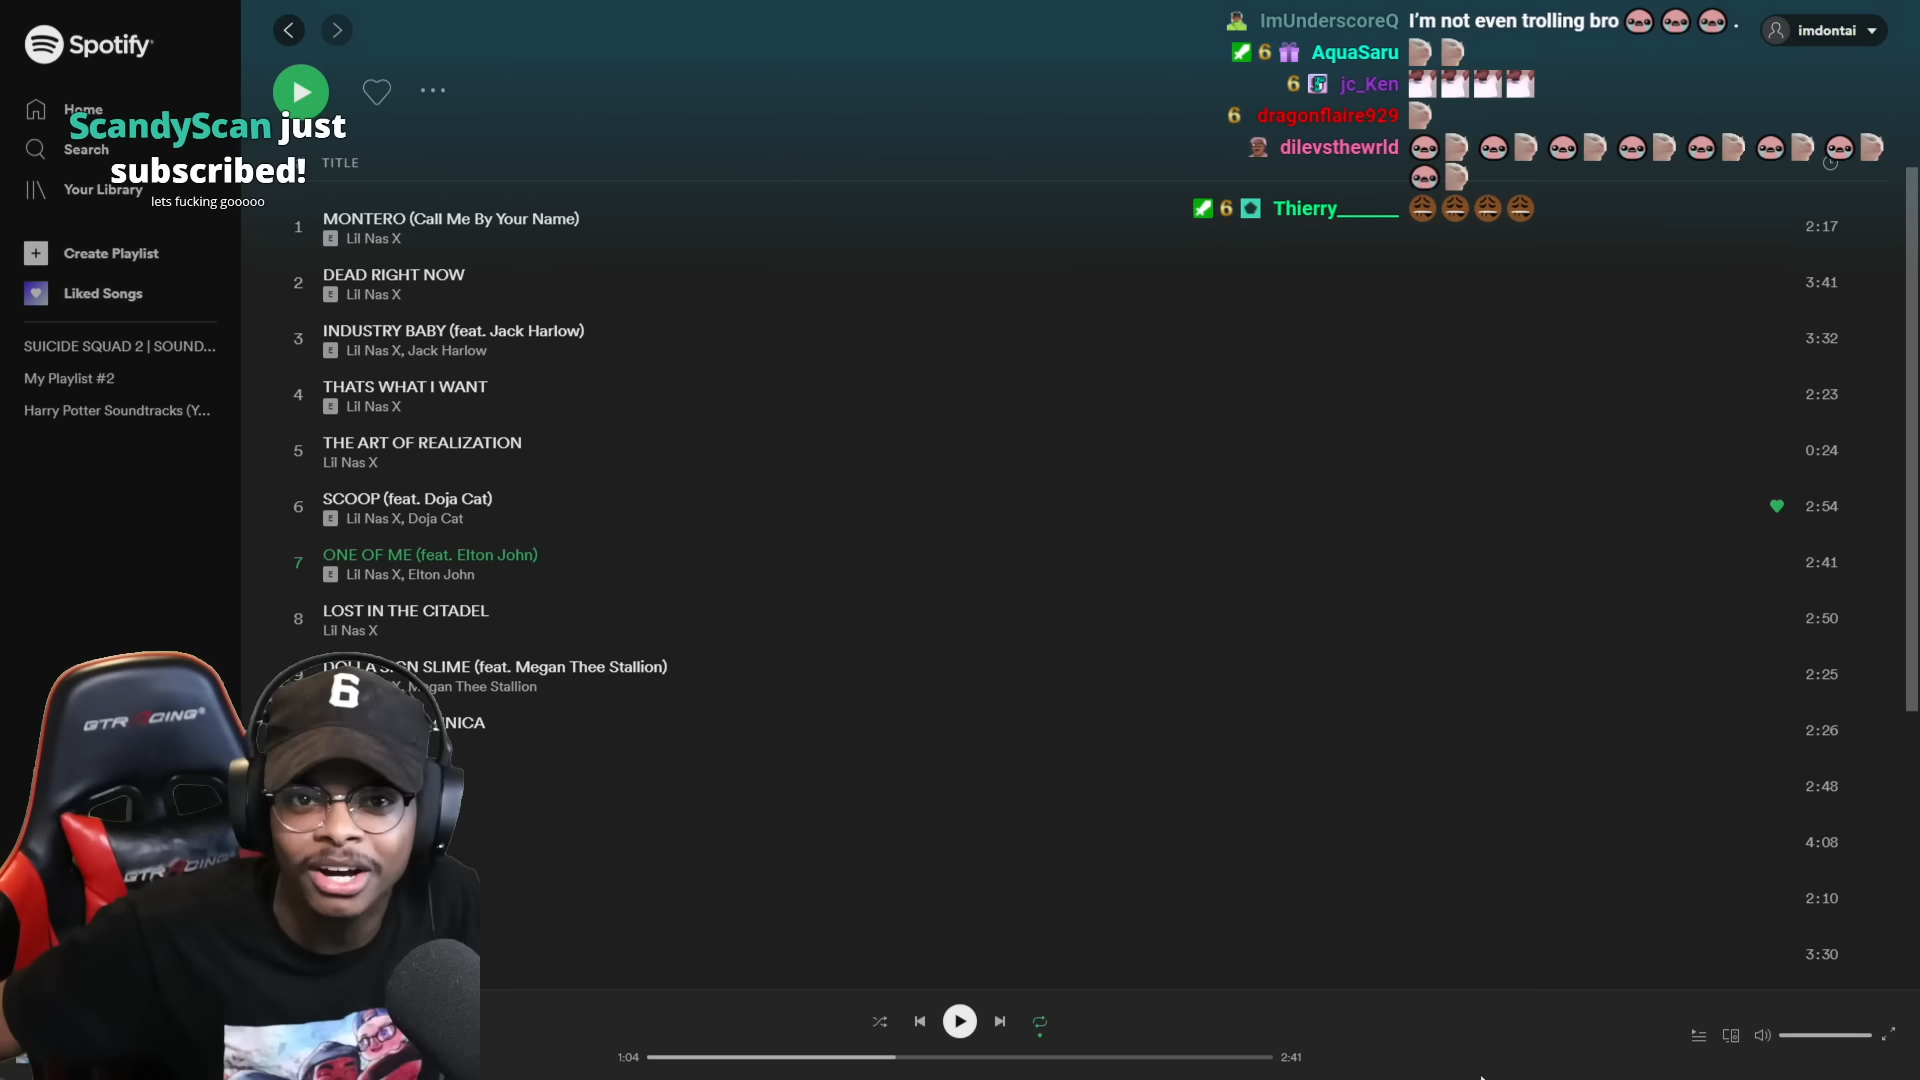 Spotify
Home
Search
Your Library
ScandyScan just
subscribed!
lets fucking gooooo
Create Playlist
Liked Songs
SUICIDE SQUAD 2 | SOUND...
My Playlist #2
Harry Potter Soundtracks (Y...
ImUnderscoreQ I'm not even trolling bro .
6 AquaSaru
6 jc_Ken
6 dragonflaire929
dilevsthewrld
6 Thierry______
imdontai
TITLE
1 MONTERO (Call Me By Your Name) 2:17
E Lil Nas X
2 DEAD RIGHT NOW 3:41
E Lil Nas X
3 INDUSTRY BABY (feat. Jack Harlow) 3:32
E Lil Nas X, Jack Harlow
4 THATS WHAT I WANT 2:23
E Lil Nas X
5 THE ART OF REALIZATION 0:24
Lil Nas X
6 SCOOP (feat. Doja Cat) 2:54
E Lil Nas X, Doja Cat
7 ONE OF ME (feat. Elton John) 2:41
E Lil Nas X, Elton John
8 LOST IN THE CITADEL 2:50
Lil Nas X
SLIME (feat. Megan Thee Stallion) 2:25
X, Megan Thee Stallion
NICA 2:26
2:48
4:08
2:10
3:30
6
GTRACING
GTRACING
1:04 2:41